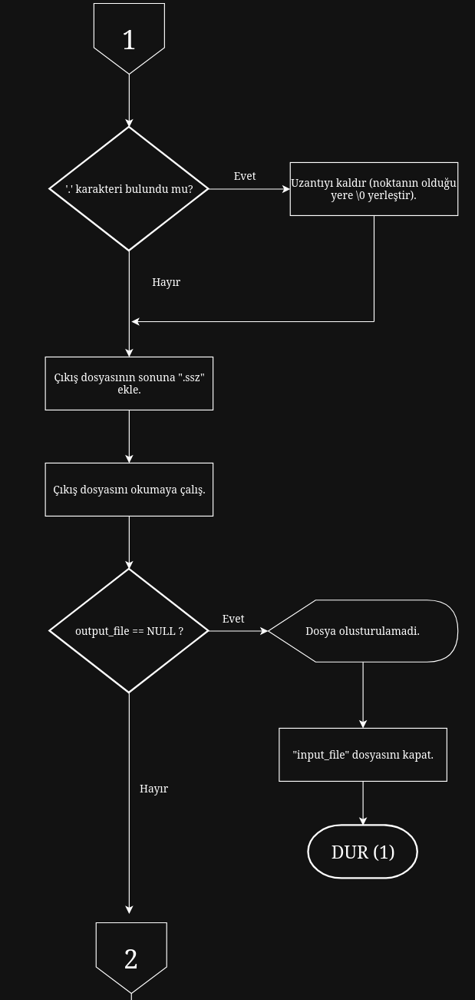 1
'.' karakteri bulundu mu?
Evet
Uzantıyı kaldır (noktanın olduğu
yere \0 yerleştir).
Hayır
Çıkış dosyasının sonuna ".ssz"
ekle.
Çıkış dosyasını okumaya çalış.
output_file == NULL ?
Evet
Dosya olusturulamadi.
"input_file" dosyasını kapat.
Hayır
DUR (1)
2